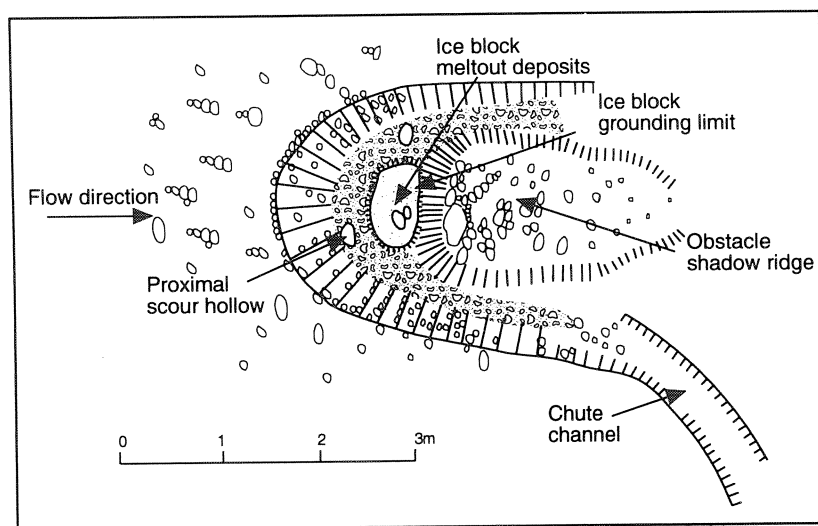 Ice block
meltout deposits
Ice block
grounding limit
Flow direction
Obstacle
shadow ridge
Proximal
scour hollow
Chute
channel
0 1 2 3m